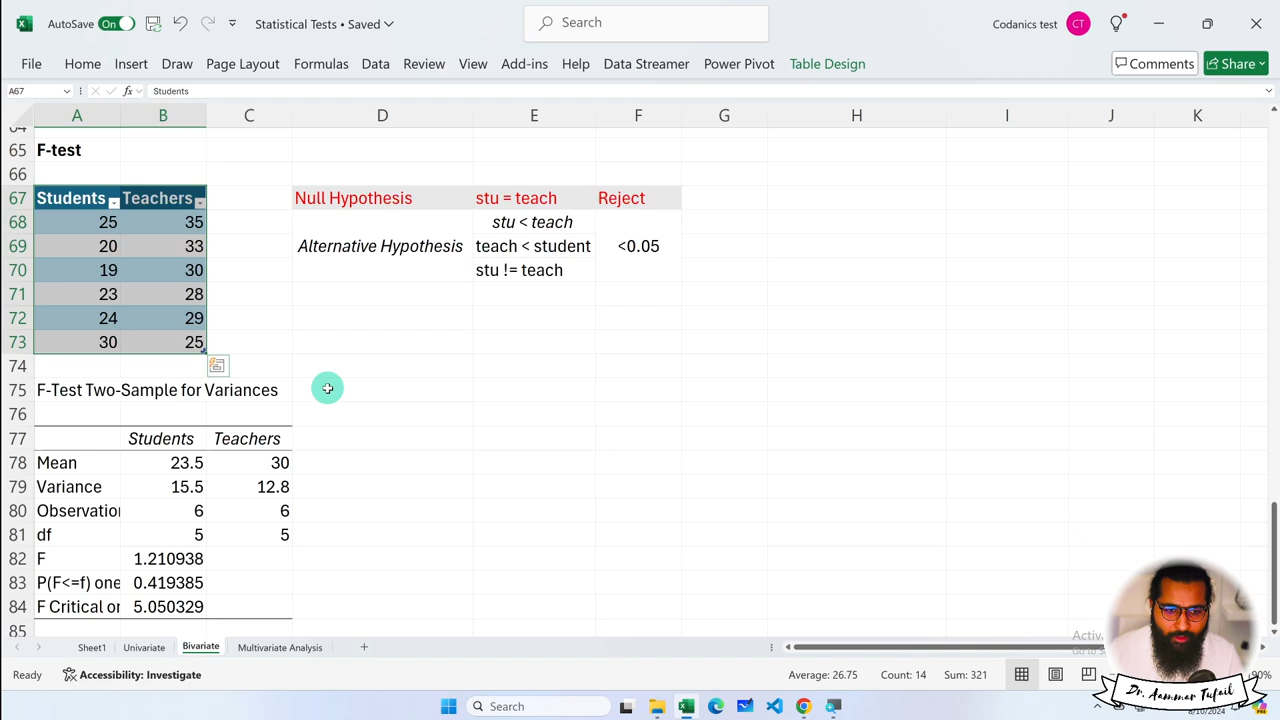 AutoSave On Statistical Tests • Saved Search Codanics test CT
File Home Insert Draw Page Layout Formulas Data Review View Add-ins Help Data Streamer Power Pivot Table Design Comments Share
A67 fx Students
A B C D E F G H I J K
64
65 F-test
66
67 Students Teachers Null Hypothesis stu = teach Reject
68 25 35 stu < teach
69 20 33 Alternative Hypothesis teach < student <0.05
70 19 30 stu != teach
71 23 28
72 24 29
73 30 25
74
75 F-Test Two-Sample for Variances
76
77 Students Teachers
78 Mean 23.5 30
79 Variance 15.5 12.8
80 Observation 6 6
81 df 5 5
82 F 1.210938
83 P(F<=f) one 0.419385
84 F Critical on 5.050329
85
Sheet1 Univariate Bivariate Multivariate Analysis
Ready Accessibility: Investigate Average: 26.75 Count: 14 Sum: 321
Search
Dr. Aammar Tufail